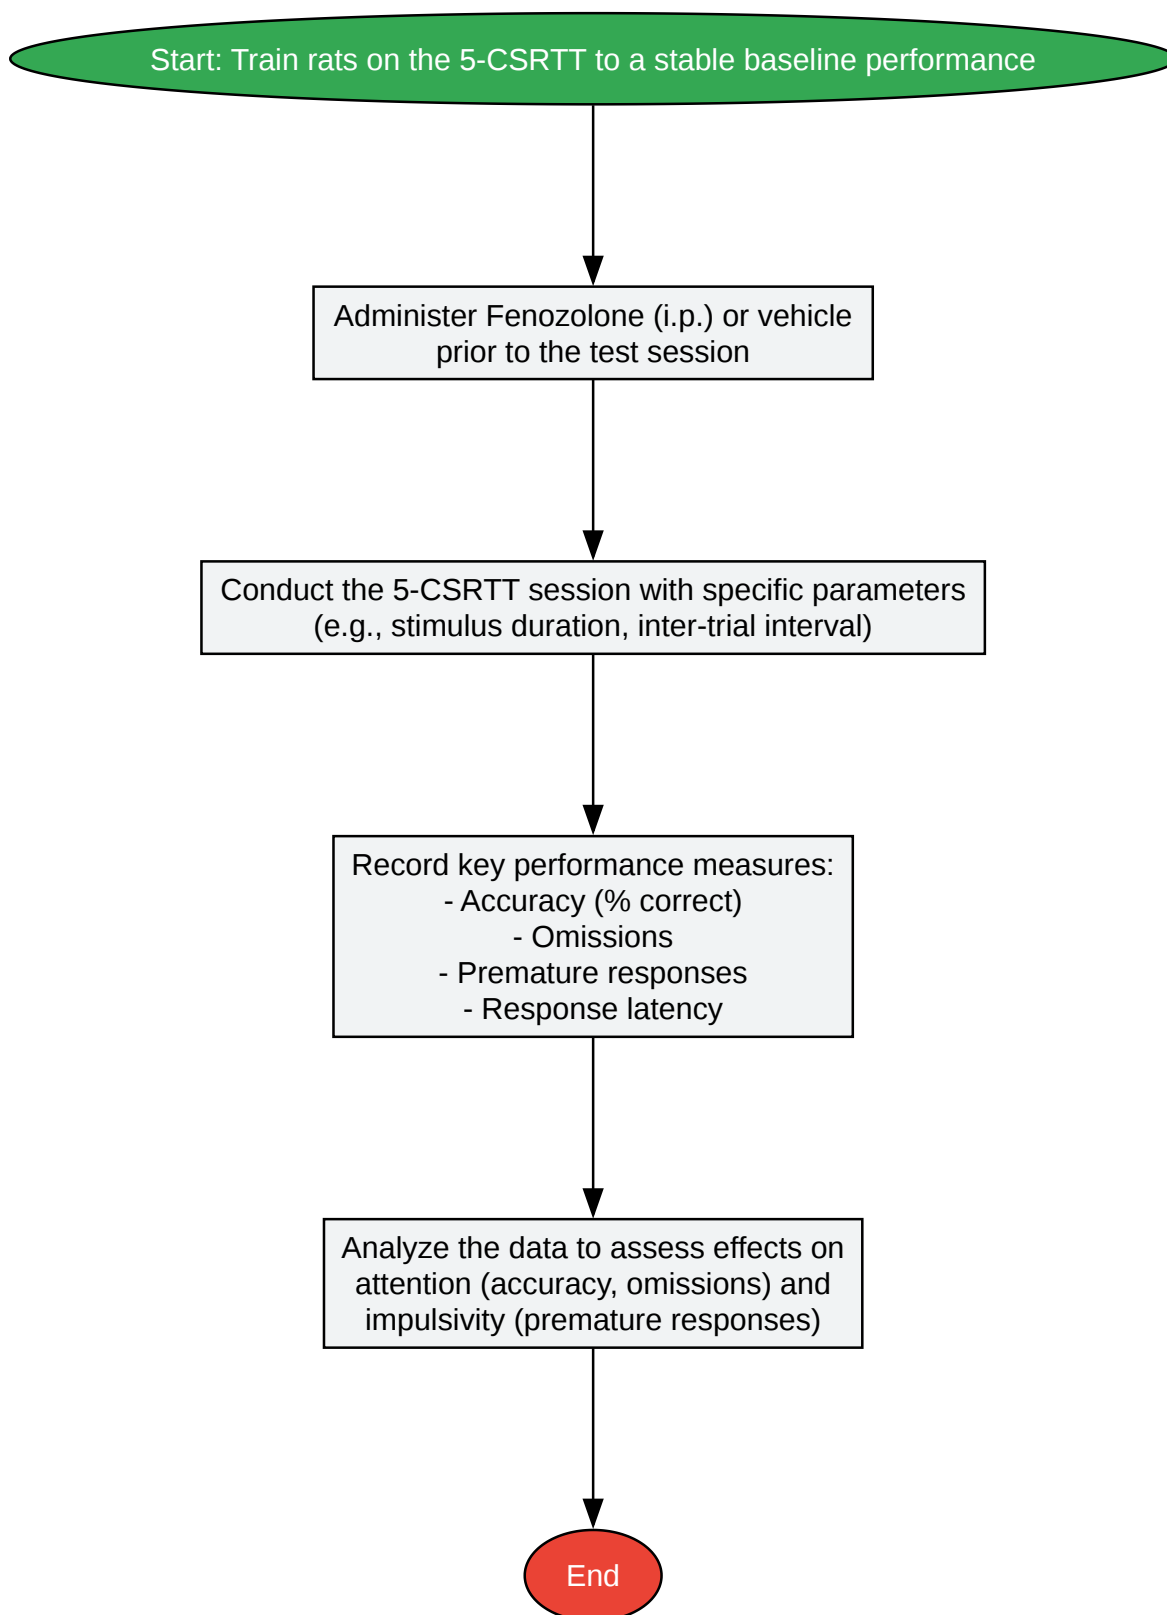 Start: Train rats on the 5-CSRTT to a stable baseline performance
Administer Fenozolone (i.p.) or vehicle
prior to the test session
Conduct the 5-CSRTT session with specific parameters
(e.g., stimulus duration, inter-trial interval)
Record key performance measures:
- Accuracy (% correct)
- Omissions
- Premature responses
- Response latency
Analyze the data to assess effects on
attention (accuracy, omissions) and
impulsivity (premature responses)
End